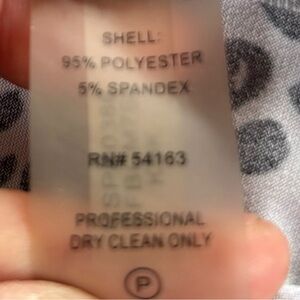 SHELL:
95% POLYESTER
5% SPANDEX
RN# 54163
PROFESSIONAL
DRY CLEAN ONLY
P